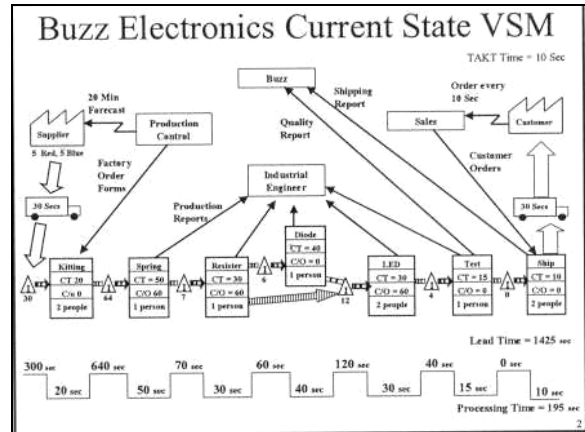 Buzz Electronics Current State VSM
TAKT Time = 10 Sec
Buzz
Shipping
Report
Order every
10 Sec
20 Min
Forecast
Supplier
Production
Control
Quality
Report
Sales
Customer
5 Red, 5 Blue
Factory
Order
Forms
Industrial
Engineer
Customer
Orders
30 Secs
Production
Reports
30 Secs
Kitting
CT 20
C/o 0
2 people
Spring
CT = 50
C/O 60
1 person
Resister
CT = 30
C/O = 60
1 person
Diode
CT = 40
C/O = 0
1 person
LED
CT = 30
C/O = 60
2 people
Test
CT = 15
C/O = 0
1 person
Ship
CT = 10
C/O = 0
2 people
30
64
7
6
12
4
0
Lead Time = 1425 sec
300 sec
640 sec
70 sec
60 sec
120 sec
40 sec
0 sec
20 sec
50 sec
30 sec
40 sec
30 sec
15 sec
10 sec
Processing Time = 195 sec
2